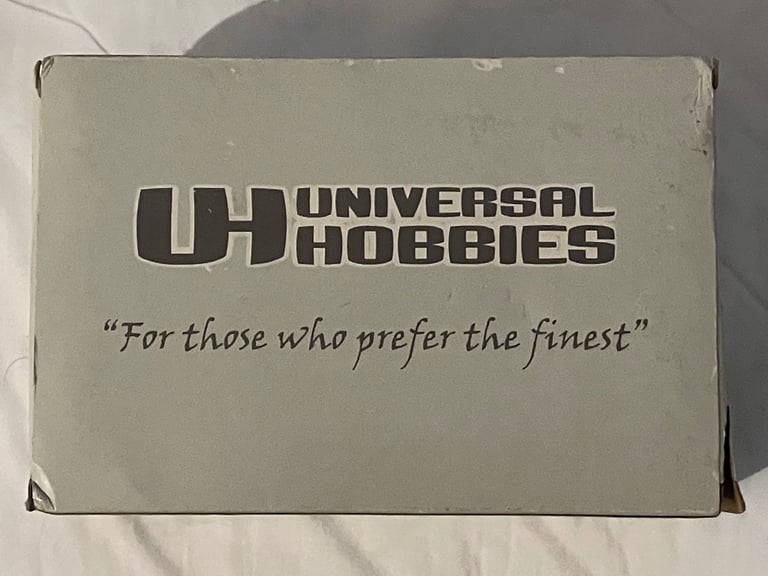 UH UNIVERSAL
HOBBIES
“For those who prefer the finest”